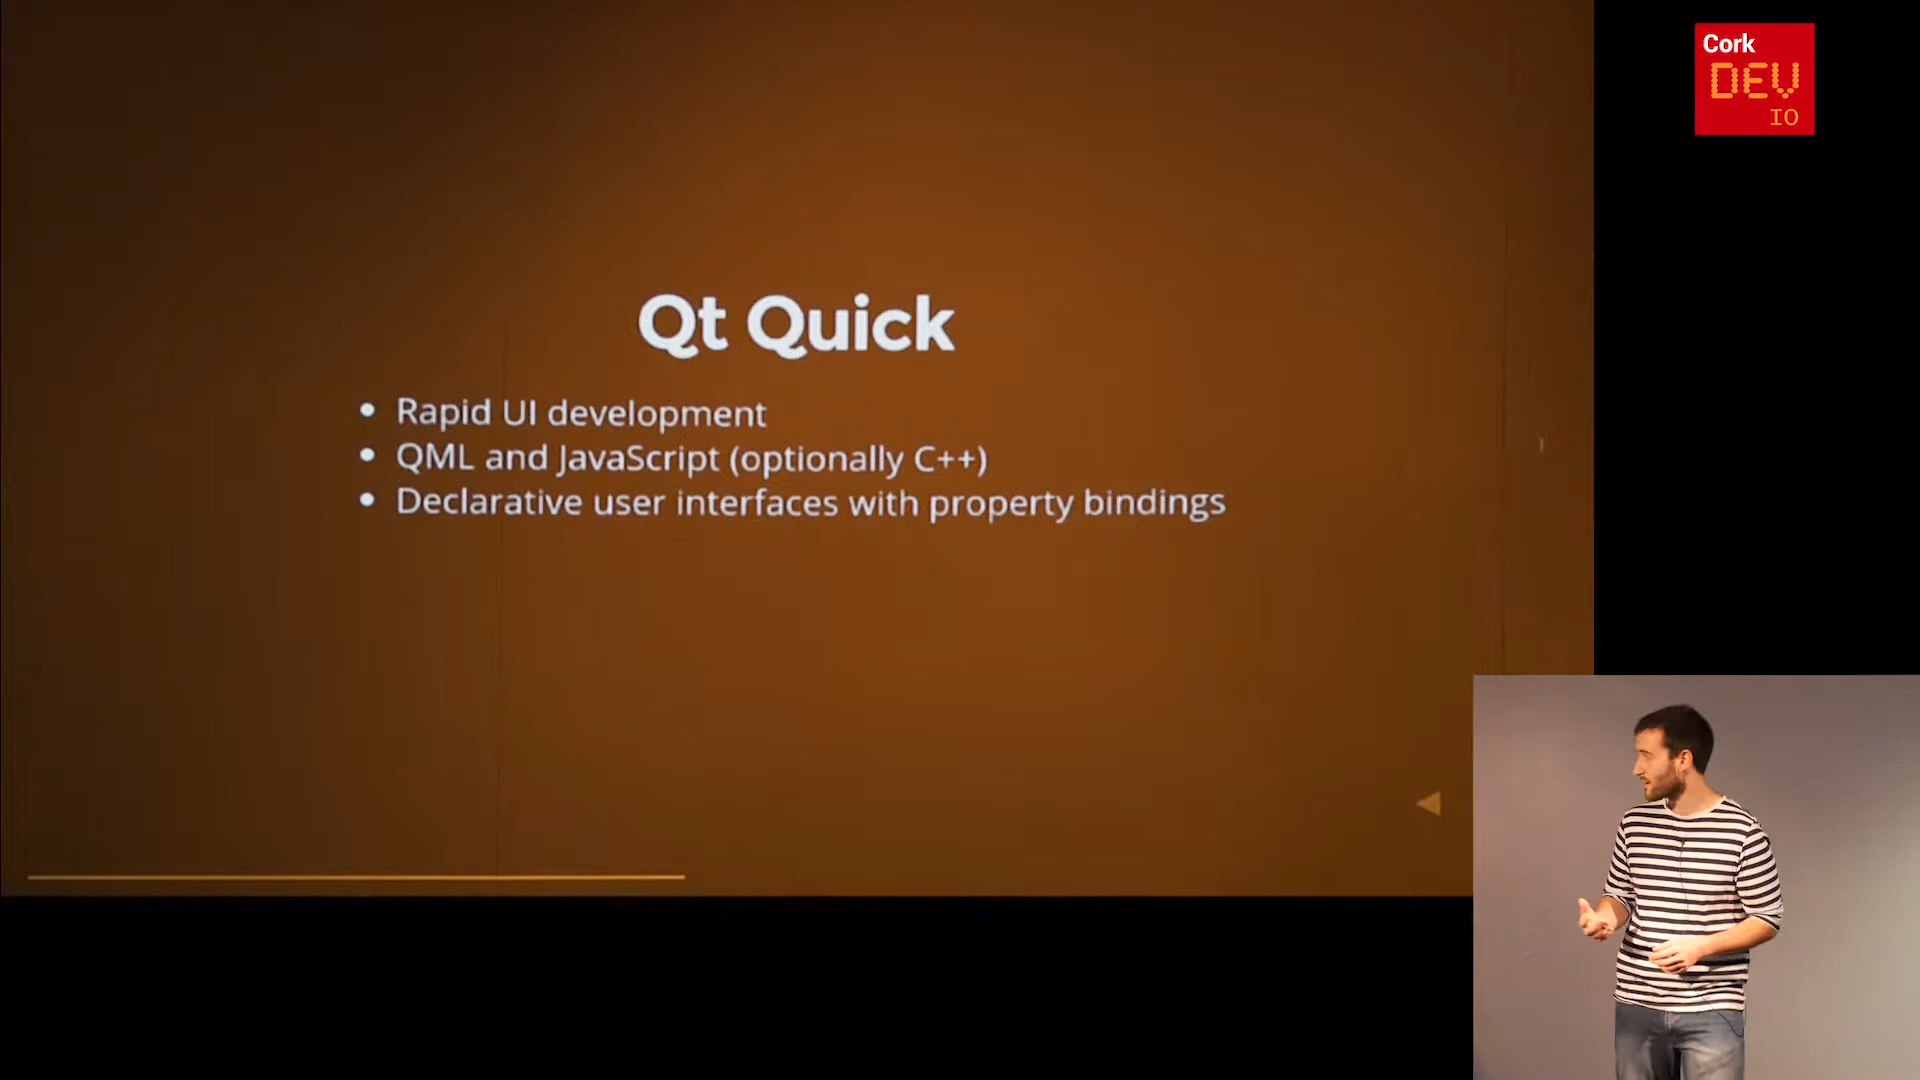 Cork
DEV
IO
Qt Quick
Rapid UI development
QML and JavaScript (optionally C++)
Declarative user interfaces with property bindings